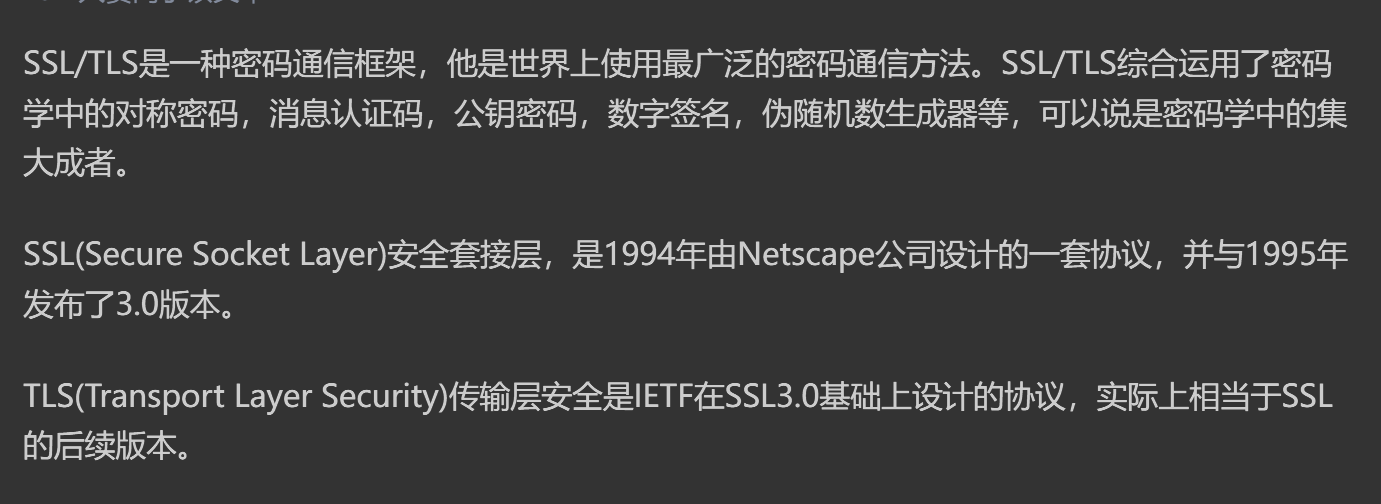 SSL/TLS是一种密码通信框架，他是世界上使用最广泛的密码通信方法。SSL/TLS综合运用了密码
学中的对称密码，消息认证码，公钥密码，数字签名，伪随机数生成器等，可以说是密码学中的集
大成者。
SSL(Secure Socket Layer)安全套接层，是1994年由Netscape公司设计的一套协议，并与1995年
发布了3.0版本。
TLS(Transport Layer Security)传输层安全是IETF在SSL3.0基础上设计的协议，实际上相当于SSL
的后续版本。